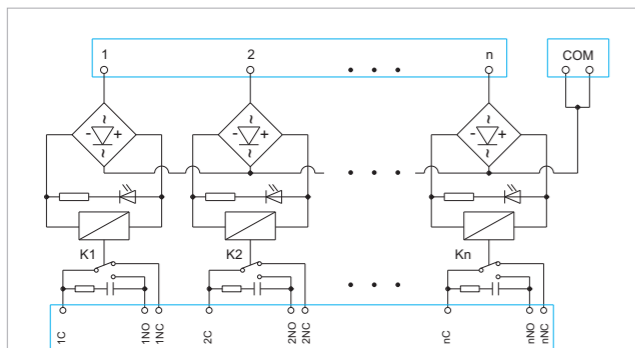 1 2 n COM
~ ~ ~
- + - + - +
~ ~ ~
K1 K2 Kn
1C 1NO 1NC 2C 2NO 2NC nC nNO nNC